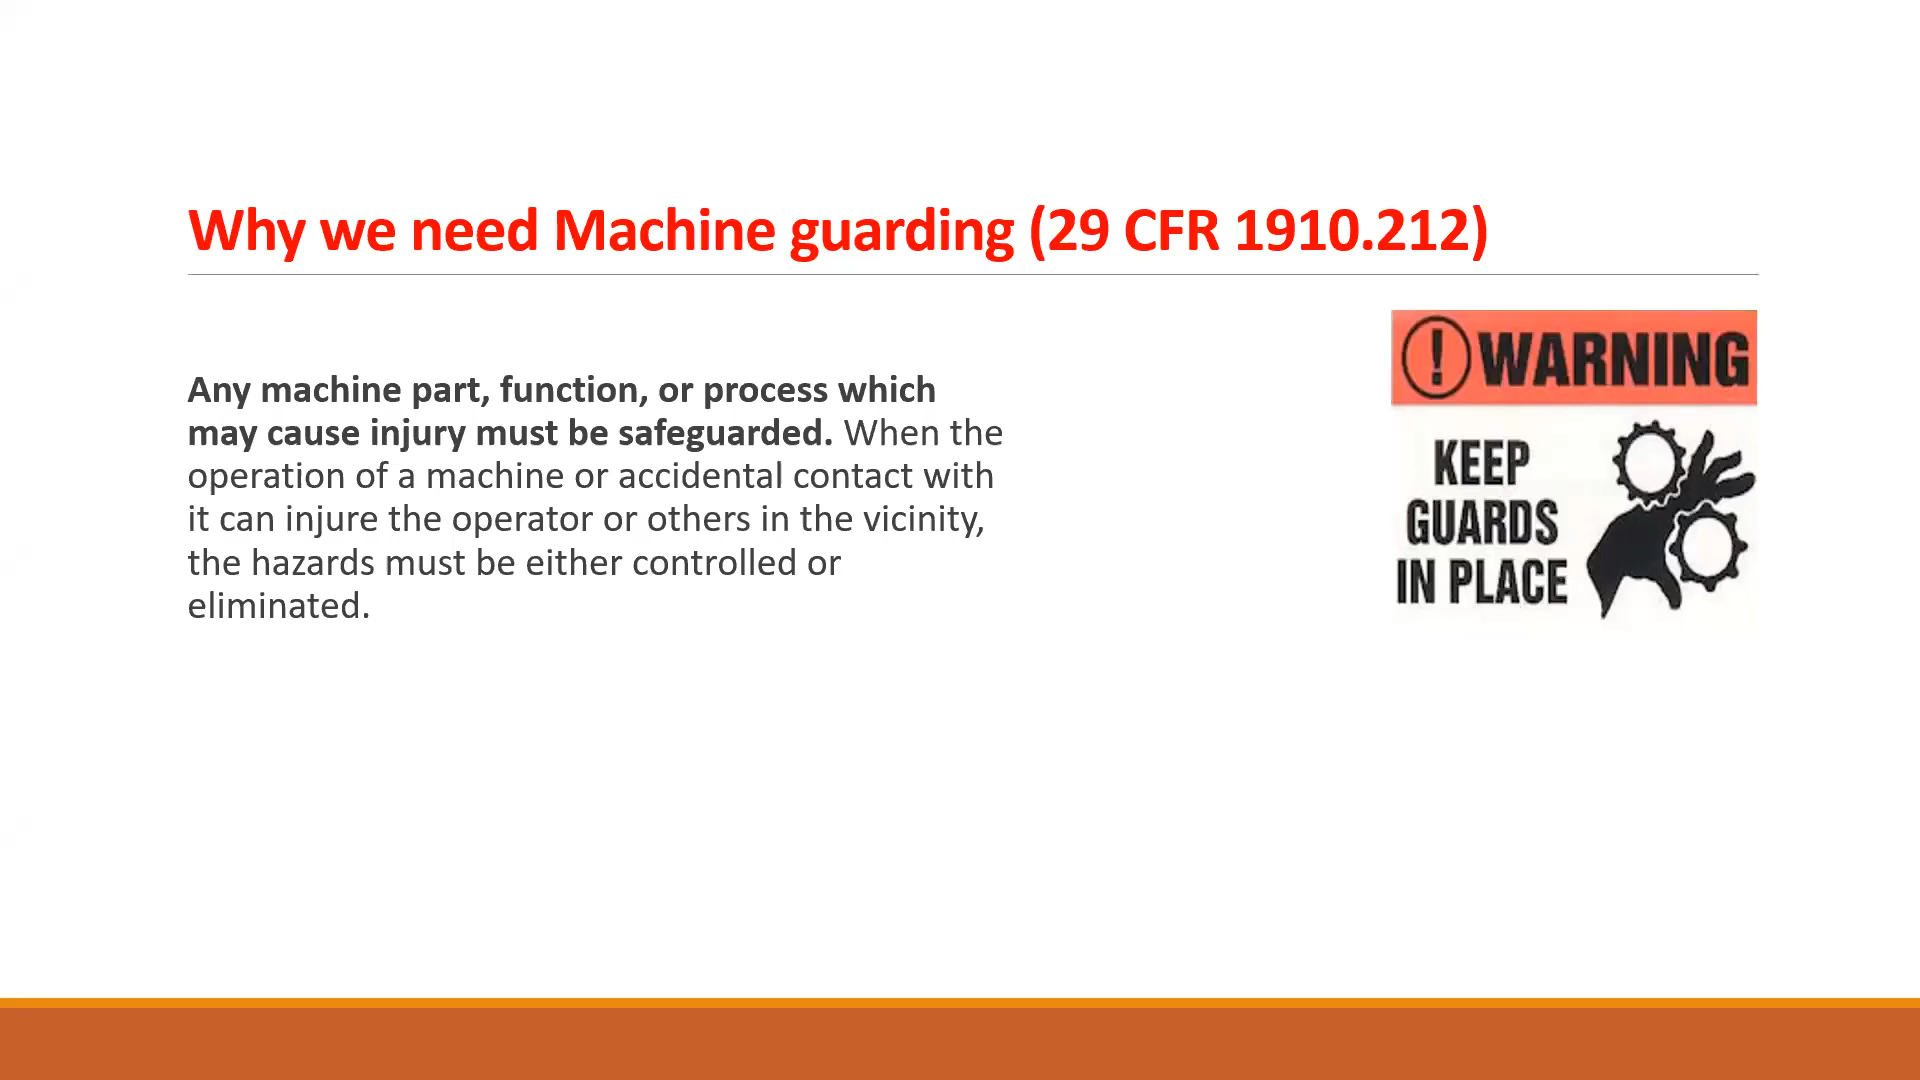 Why we need Machine guarding (29 CFR 1910.212)
Any machine part, function, or process which
may cause injury must be safeguarded. When the
operation of a machine or accidental contact with
it can injure the operator or others in the vicinity,
the hazards must be either controlled or
eliminated.
! WARNING
KEEP
GUARDS
IN PLACE